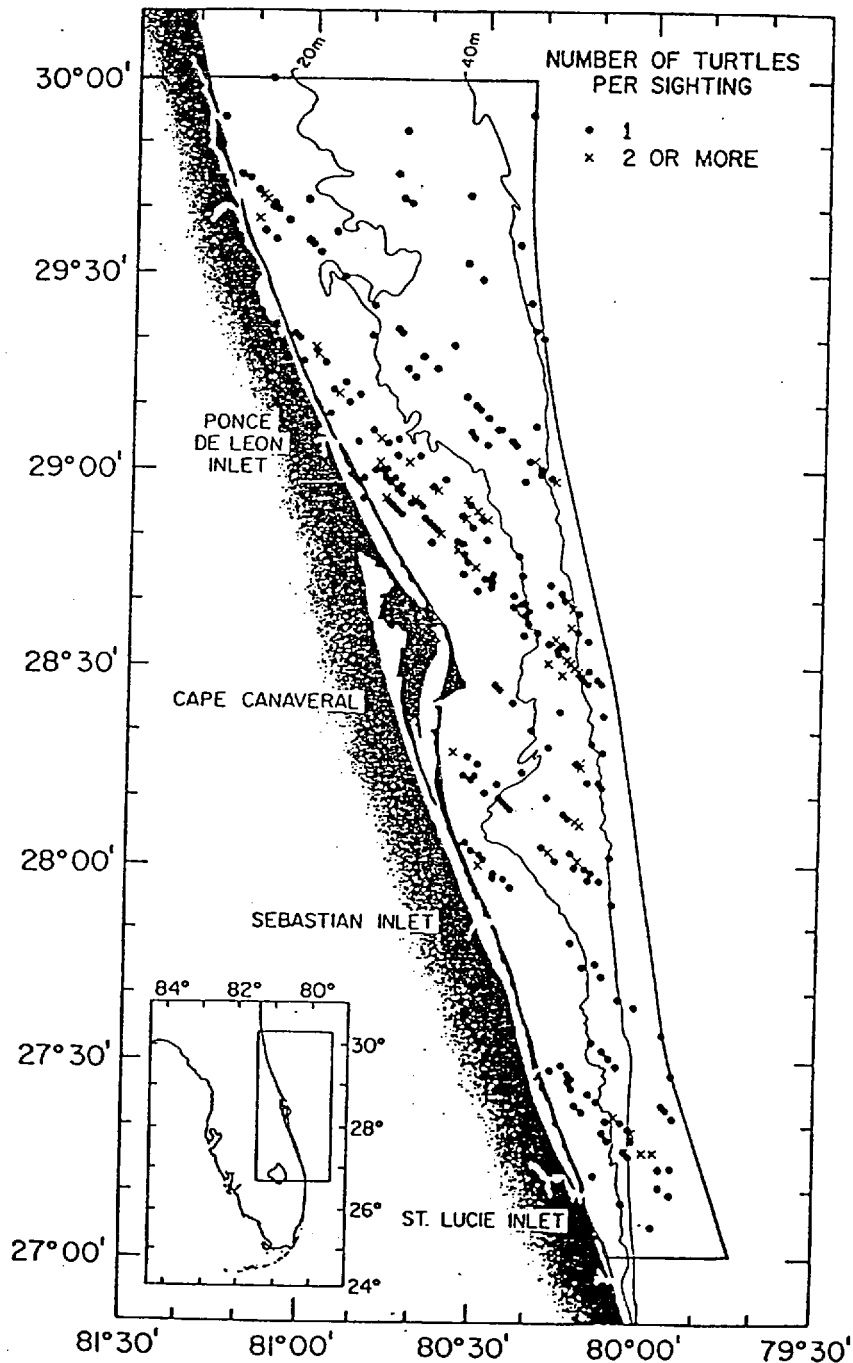 NUMBER OF TURTLES
PER SIGHTING
• 1
× 2 OR MORE
20m
40m
30°00'
29°30'
29°00'
28°30'
28°00'
27°30'
27°00'
PONCE
DE LEON
INLET
CAPE CANAVERAL
SEBASTIAN INLET
ST. LUCIE INLET
84° 82° 80°
30°
28°
26°
24°
81°30' 81°00' 80°30' 80°00' 79°30'